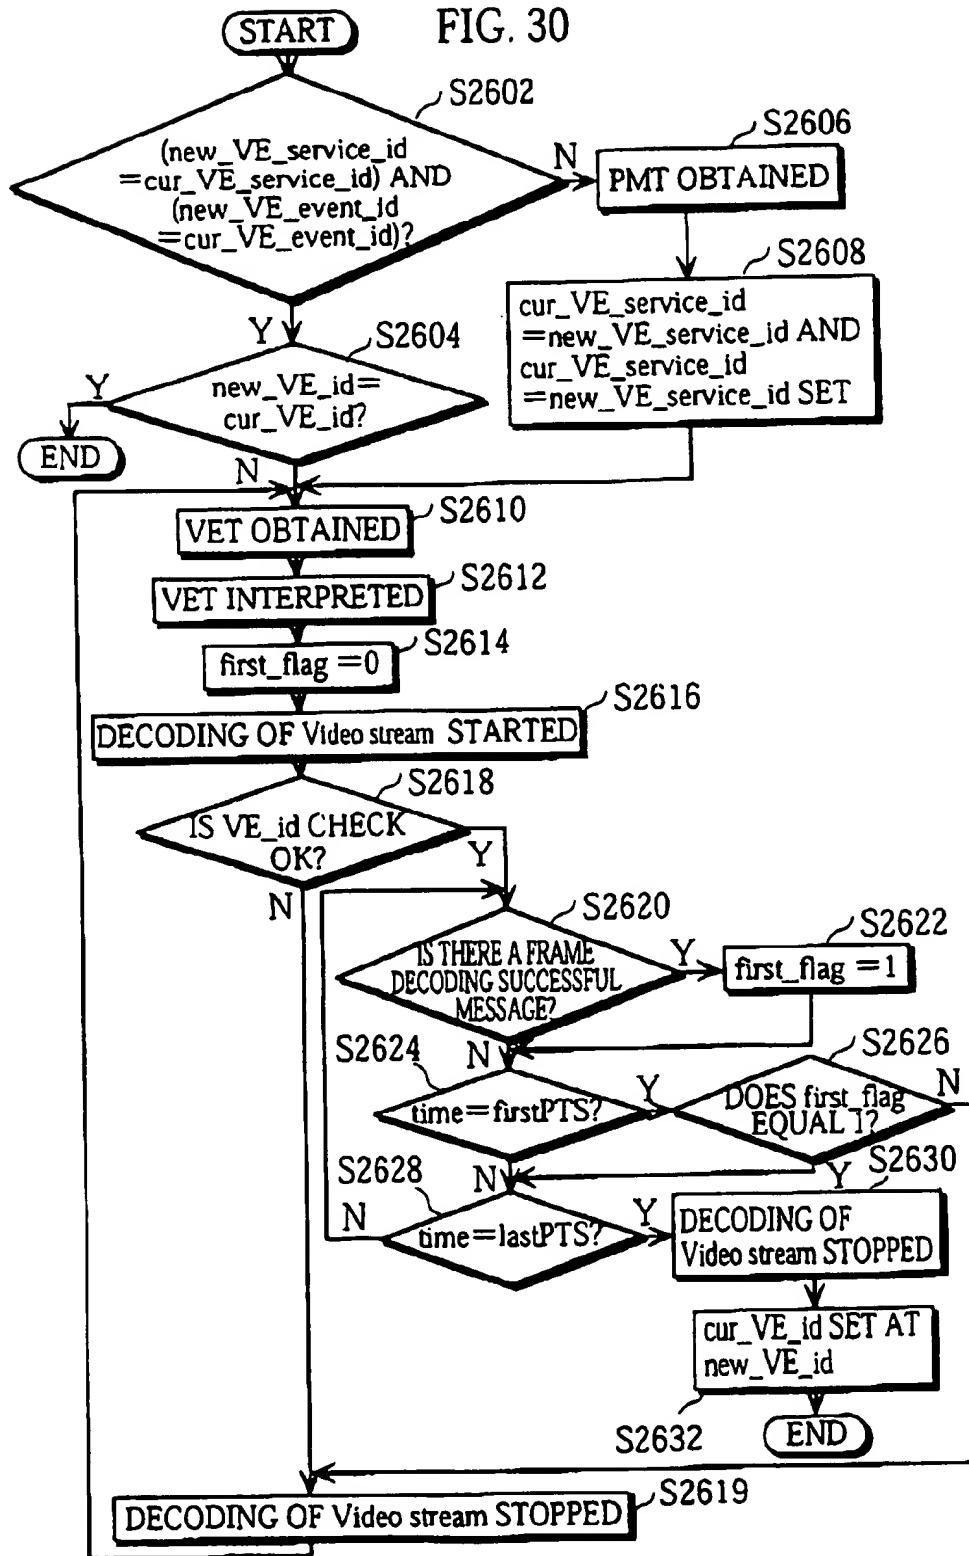 FIG. 30
START
S2602
(new_VE_service_id
=cur_VE_service_id) AND
(new_VE_event_id
=cur_VE_event_id)?
N
S2606
PMT OBTAINED
S2608
cur_VE_service_id
=new_VE_service_id AND
cur_VE_service_id
=new_VE_service_id SET
Y
S2604
new_VE_id=
cur_VE_id?
Y
END
N
S2610
VET OBTAINED
S2612
VET INTERPRETED
S2614
first_flag =0
S2616
DECODING OF Video stream STARTED
S2618
IS VE_id CHECK
OK?
Y
N
S2620
IS THERE A FRAME
DECODING SUCCESSFUL
MESSAGE?
Y
S2622
first_flag =1
N
S2624
time=firstPTS?
Y
S2626
DOES first_flag
EQUAL 1?
N
Y
N
S2628
time=lastPTS?
N
Y
S2630
DECODING OF
Video stream STOPPED
cur_VE_id SET AT
new_VE_id
S2632
END
S2619
DECODING OF Video stream STOPPED